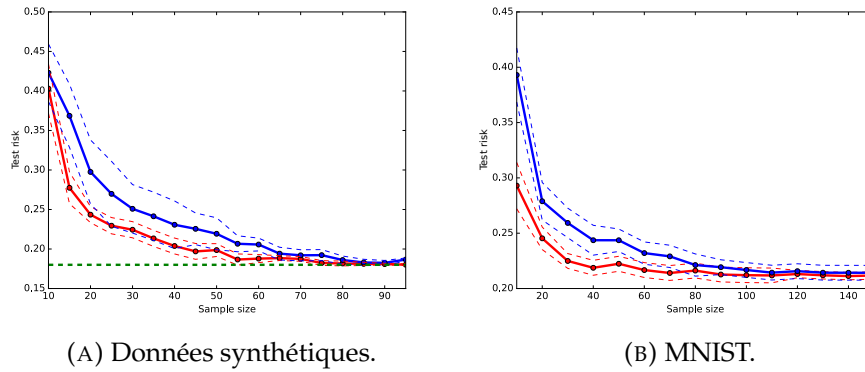 0.50
0.45
0.40
0.35
0.30
0.25
0.20
0.15
Test risk
10 20 30 40 50 60 70 80 90
Sample size
(A) Données synthétiques.
0.45
0.40
0.35
0.30
0.25
0.20
Test risk
20 40 60 80 100 120 140
Sample size
(B) MNIST.